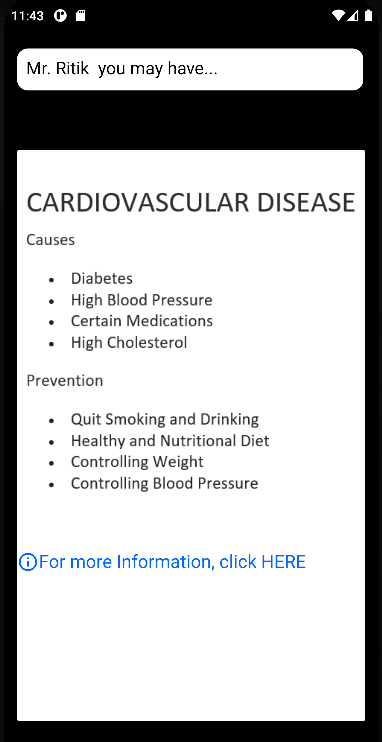 11:43
Mr. Ritik  you may have...
CARDIOVASCULAR DISEASE
Causes
• Diabetes
• High Blood Pressure
• Certain Medications
• High Cholesterol
Prevention
• Quit Smoking and Drinking
• Healthy and Nutritional Diet
• Controlling Weight
• Controlling Blood Pressure
For more Information, click HERE